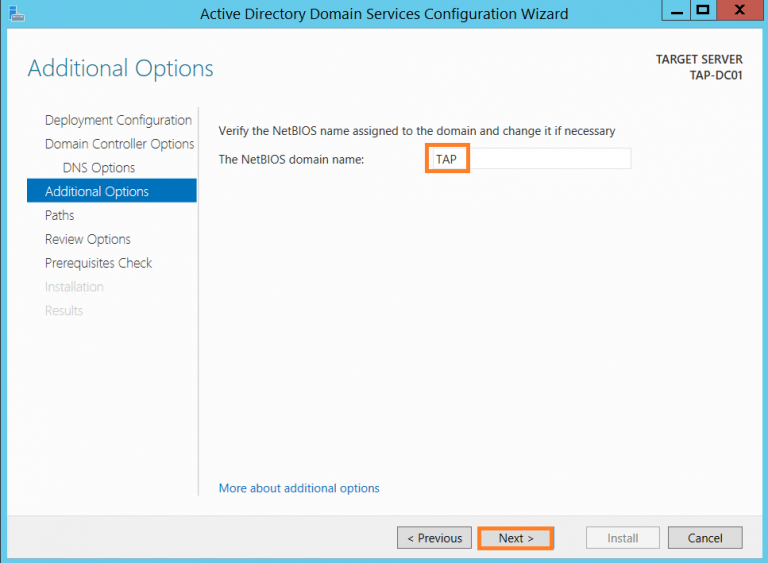 Active Directory Domain Services Configuration Wizard
Additional Options
TARGET SERVER
TAP-DC01
Deployment Configuration
Domain Controller Options
DNS Options
Additional Options
Paths
Review Options
Prerequisites Check
Installation
Results
Verify the NetBIOS name assigned to the domain and change it if necessary
The NetBIOS domain name: TAP
More about additional options
< Previous Next > Install Cancel